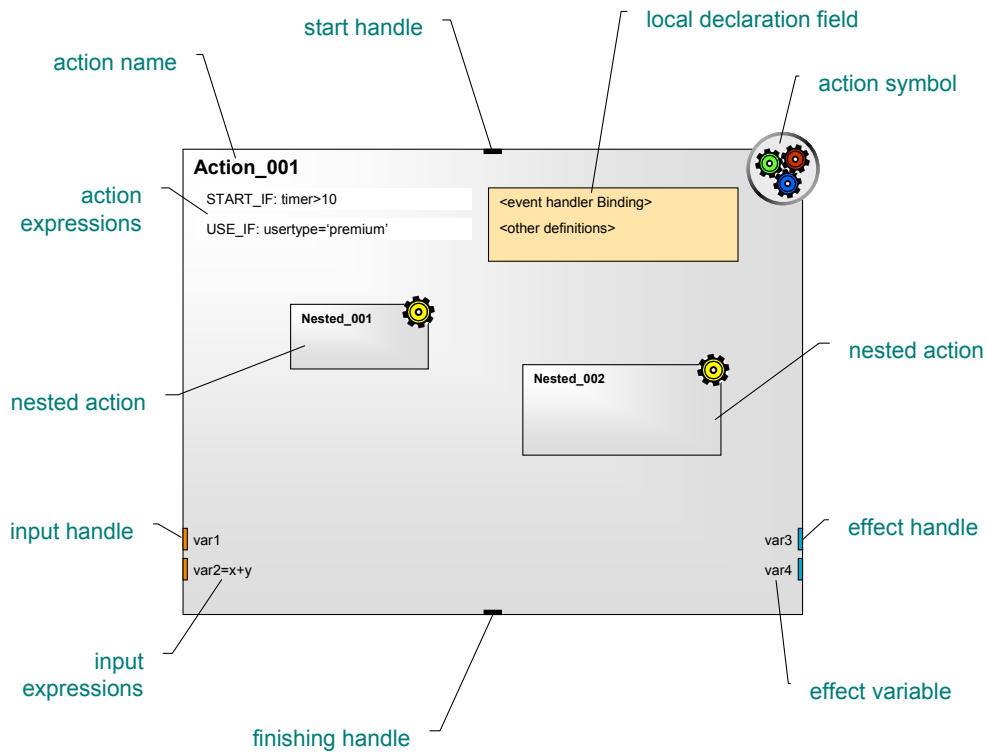 local declaration field
start handle
action name
action symbol
Action_001
action
expressions
START_IF: timer>10
USE_IF: usertype=‘premium’
<event handler Binding>
<other definitions>
Nested_001
nested action
Nested_002
nested action
input handle
var1
var2=x+y
var3
var4
effect handle
input
expressions
effect variable
finishing handle